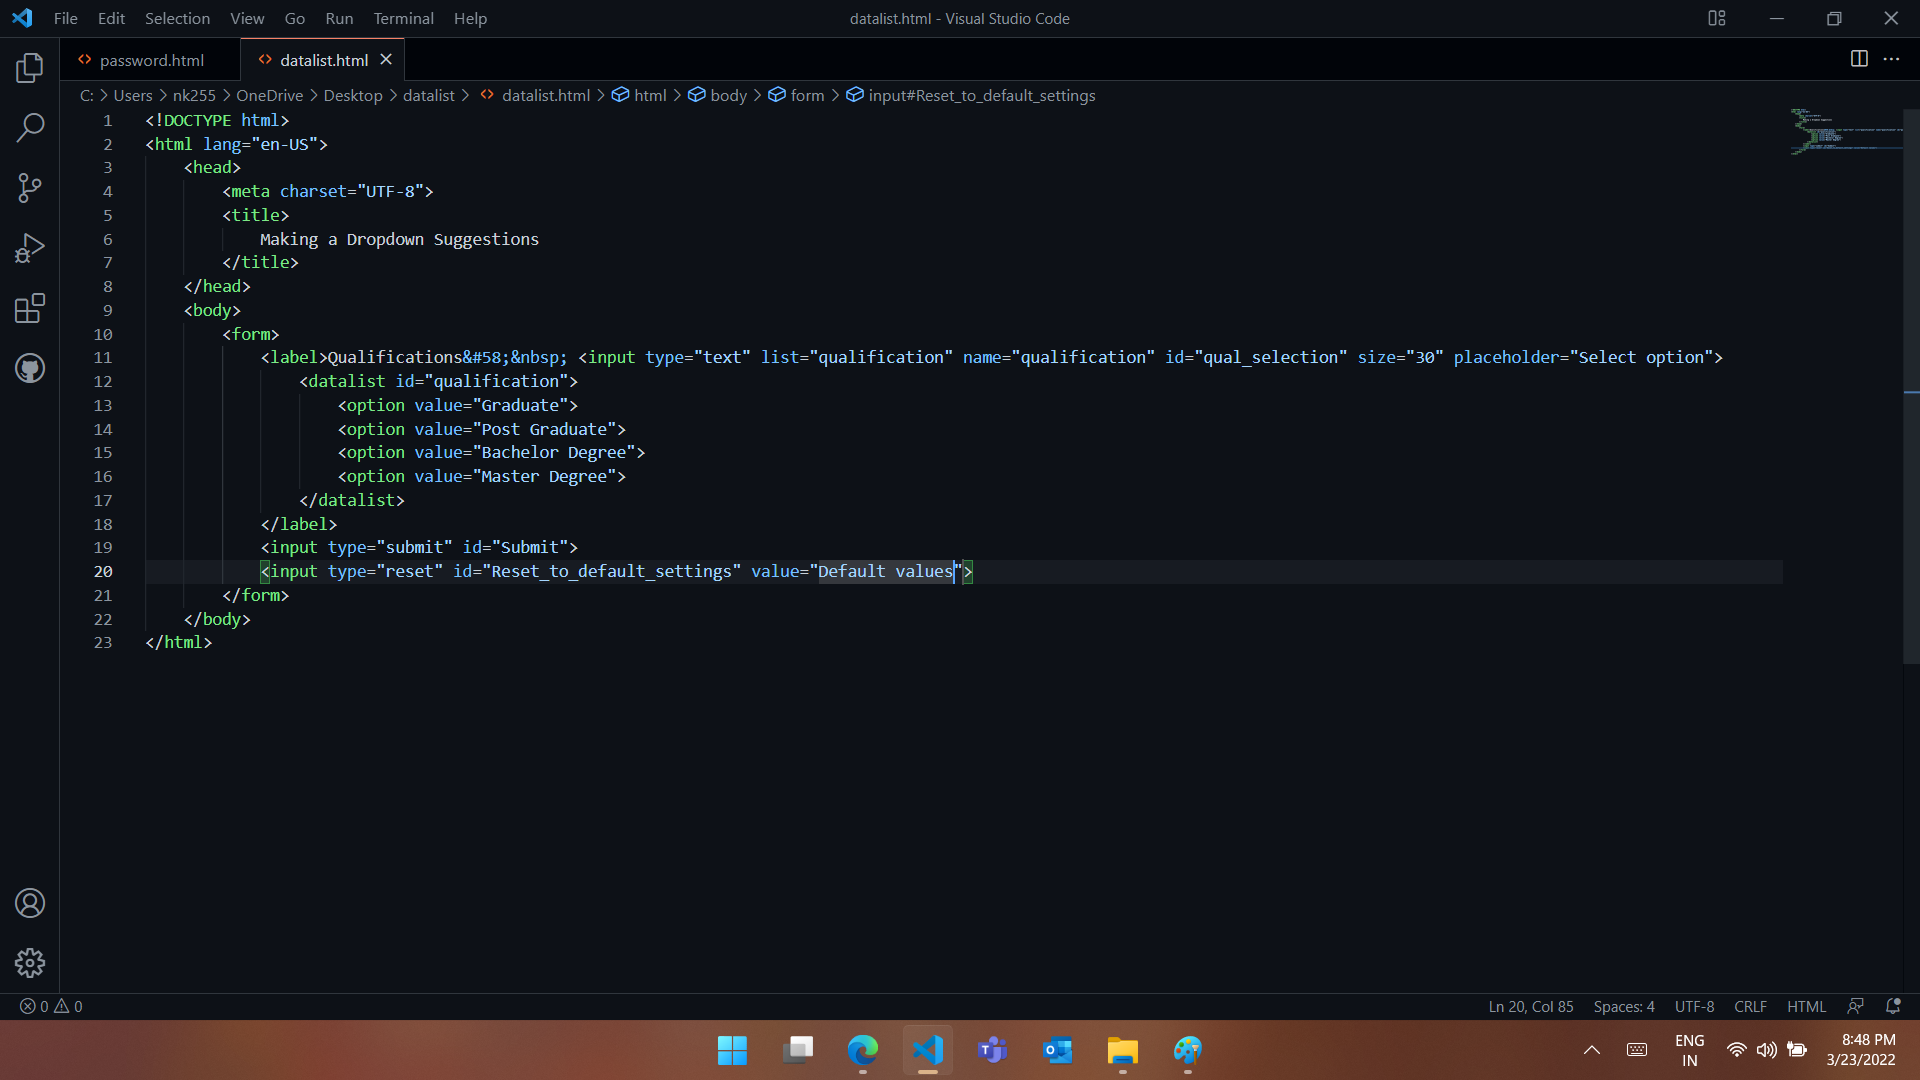 File Edit Selection View Go Run Terminal Help datalist.html - Visual Studio Code
password.html datalist.html
C: > Users > nk255 > OneDrive > Desktop > datalist > datalist.html > html > body > form > input#Reset_to_default_settings
1 <!DOCTYPE html>
2 <html lang="en-US">
3 <head>
4 <meta charset="UTF-8">
5 <title>
6 Making a Dropdown Suggestions
7 </title>
8 </head>
9 <body>
10 <form>
11 <label>Qualifications&#58;&nbsp; <input type="text" list="qualification" name="qualification" id="qual_selection" size="30" placeholder="Select option">
12 <datalist id="qualification">
13 <option value="Graduate">
14 <option value="Post Graduate">
15 <option value="Bachelor Degree">
16 <option value="Master Degree">
17 </datalist>
18 </label>
19 <input type="submit" id="Submit">
20 <input type="reset" id="Reset_to_default_settings" value="Default values">
21 </form>
22 </body>
23 </html>
0 0 Ln 20, Col 85 Spaces: 4 UTF-8 CRLF HTML
ENG 8:48 PM
IN 3/23/2022